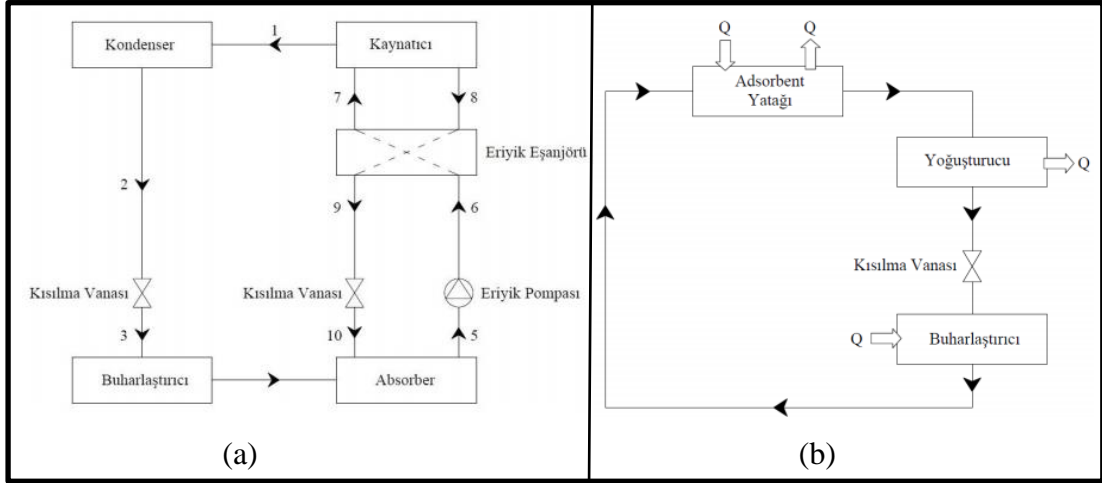 1
Kondenser
Kaynatıcı
7
8
Eriyik Eşanjörü
2
9
6
Kısılma Vanası
Kısılma Vanası
Eriyik Pompası
3
10
5
Buharlaştırıcı
Absorber
(a)
Q
Q
Adsorbent
Yatağı
Yoğuşturucu
Q
Kısılma Vanası
Q
Buharlaştırıcı
(b)